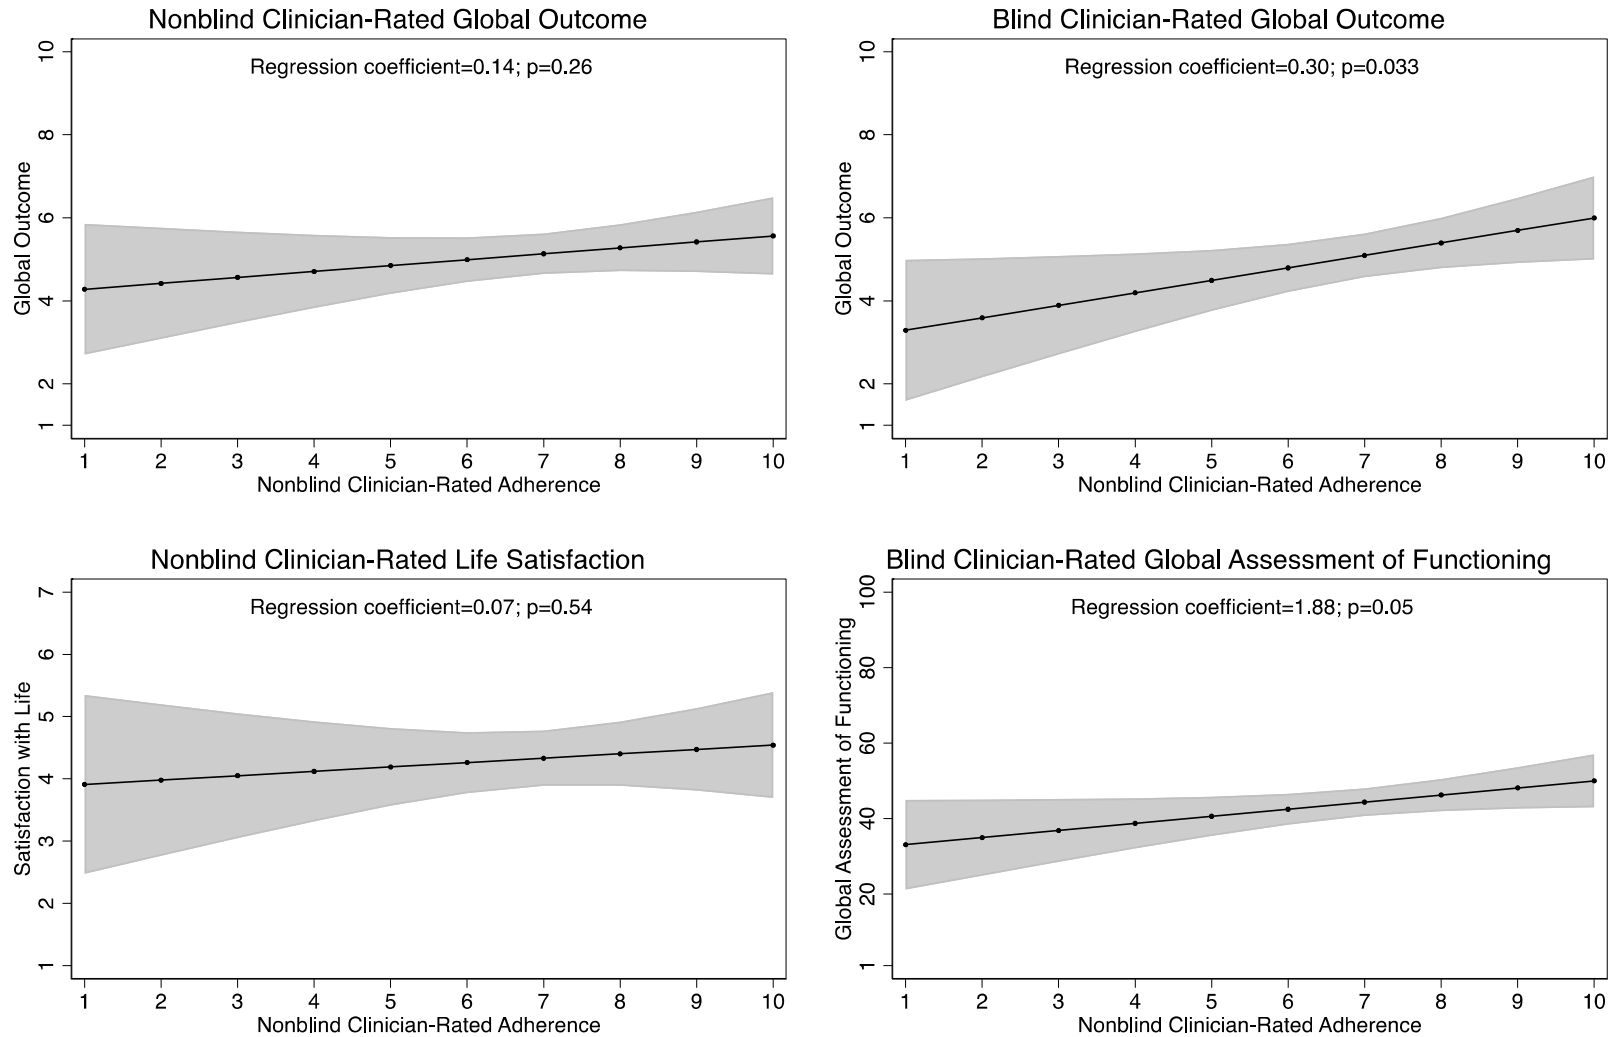 Nonblind Clinician-Rated Global Outcome
Regression coefficient=0.14; p=0.26
Global Outcome
10
8
6
4
2
1
1 2 3 4 5 6 7 8 9 10
Nonblind Clinician-Rated Adherence
Blind Clinician-Rated Global Outcome
Regression coefficient=0.30; p=0.033
Global Outcome
10
8
6
4
2
1
1 2 3 4 5 6 7 8 9 10
Nonblind Clinician-Rated Adherence
Nonblind Clinician-Rated Life Satisfaction
Regression coefficient=0.07; p=0.54
Satisfaction with Life
7
6
5
4
3
2
1
1 2 3 4 5 6 7 8 9 10
Nonblind Clinician-Rated Adherence
Blind Clinician-Rated Global Assessment of Functioning
Regression coefficient=1.88; p=0.05
Global Assessment of Functioning
100
80
60
40
20
1
1 2 3 4 5 6 7 8 9 10
Nonblind Clinician-Rated Adherence